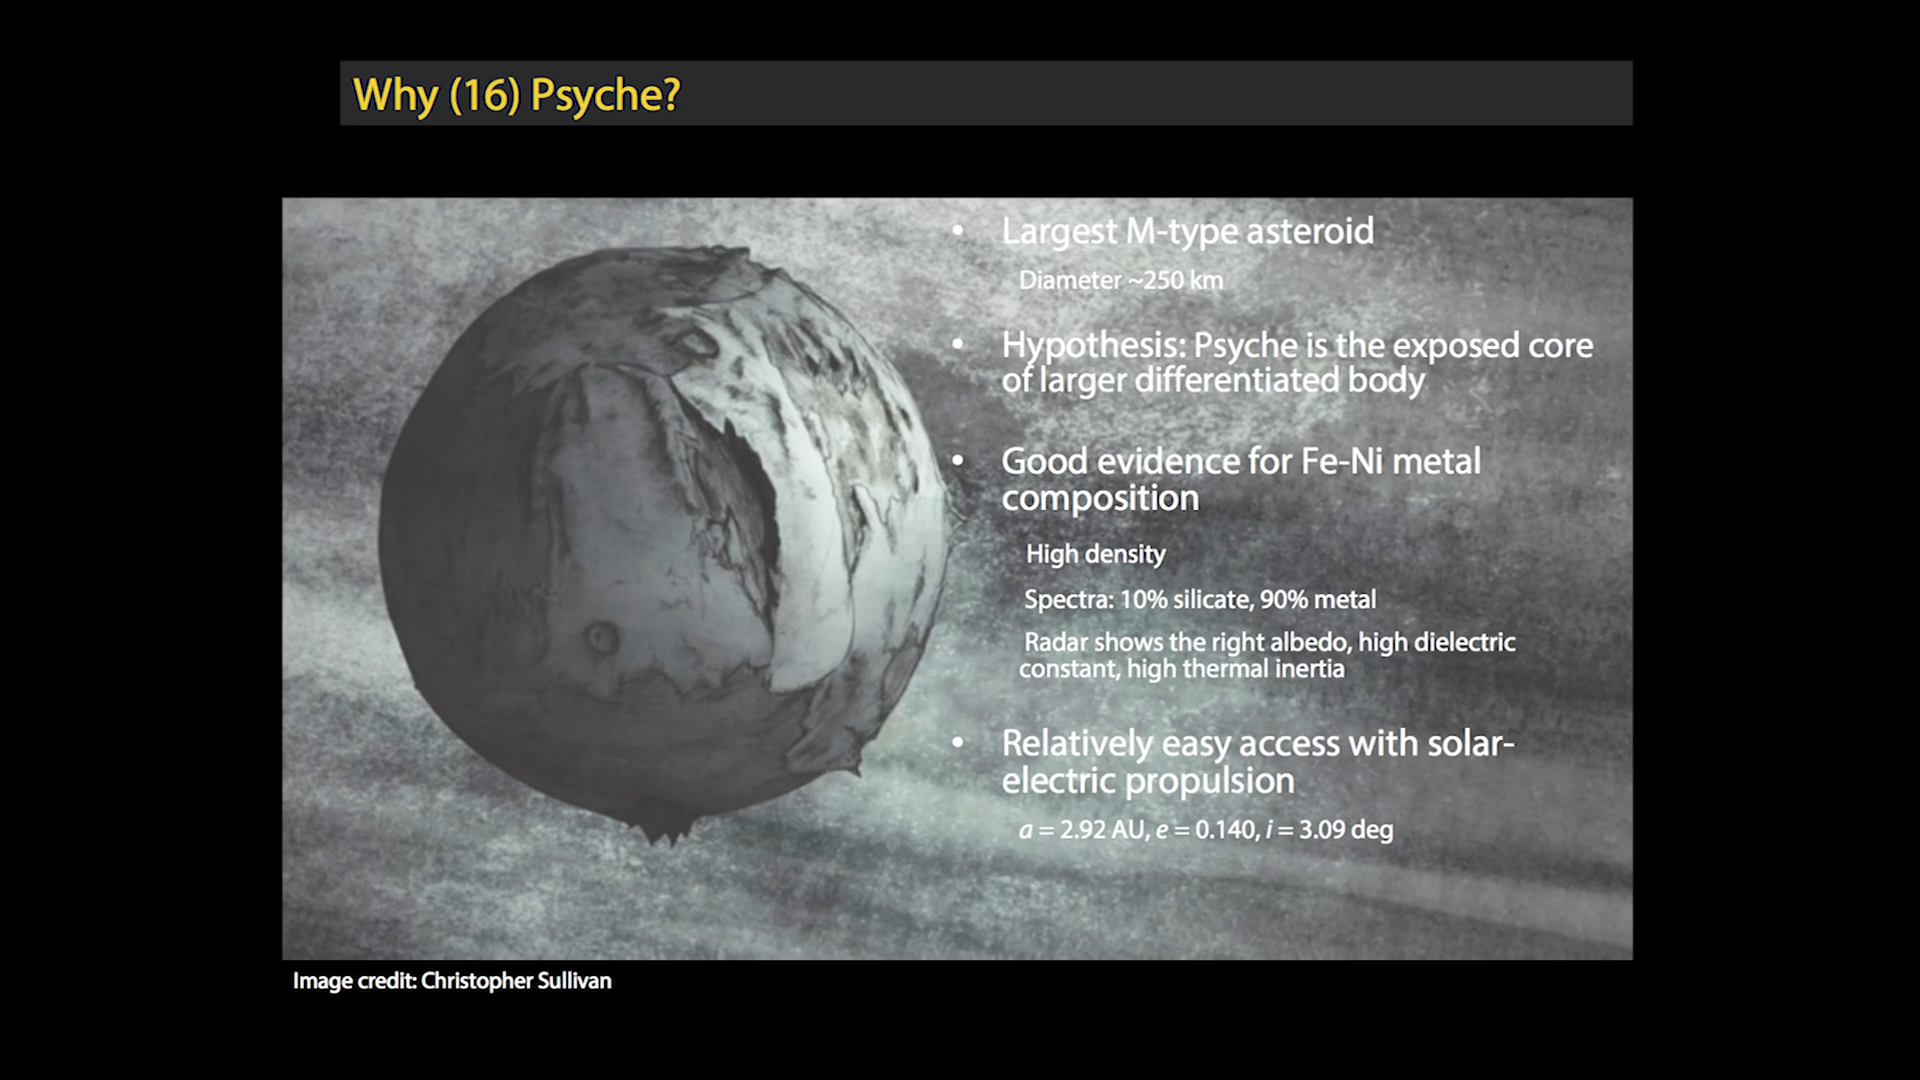 Why (16) Psyche?
• Largest M-type asteroid
Diameter ~250 km
• Hypothesis: Psyche is the exposed core
of larger differentiated body
• Good evidence for Fe-Ni metal
composition
High density
Spectra: 10% silicate, 90% metal
Radar shows the right albedo, high dielectric
constant, high thermal inertia
• Relatively easy access with solar-
electric propulsion
a = 2.92 AU, e = 0.140, i = 3.09 deg
Image credit: Christopher Sullivan